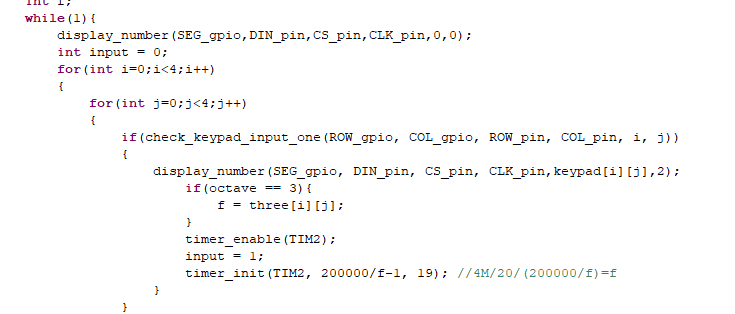 int i;
while(1){
display_number(SEG_gpio,DIN_pin,CS_pin,CLK_pin,0,0);
int input = 0;
for(int i=0;i<4;i++)
{
for(int j=0;j<4;j++)
{
if(check_keypad_input_one(ROW_gpio, COL_gpio, ROW_pin, COL_pin, i, j))
{
display_number(SEG_gpio, DIN_pin, CS_pin, CLK_pin,keypad[i][j],2);
if(octave == 3){
f = three[i][j];
}
timer_enable(TIM2);
input = 1;
timer_init(TIM2, 200000/f-1, 19); //4M/20/(200000/f)=f
}
}